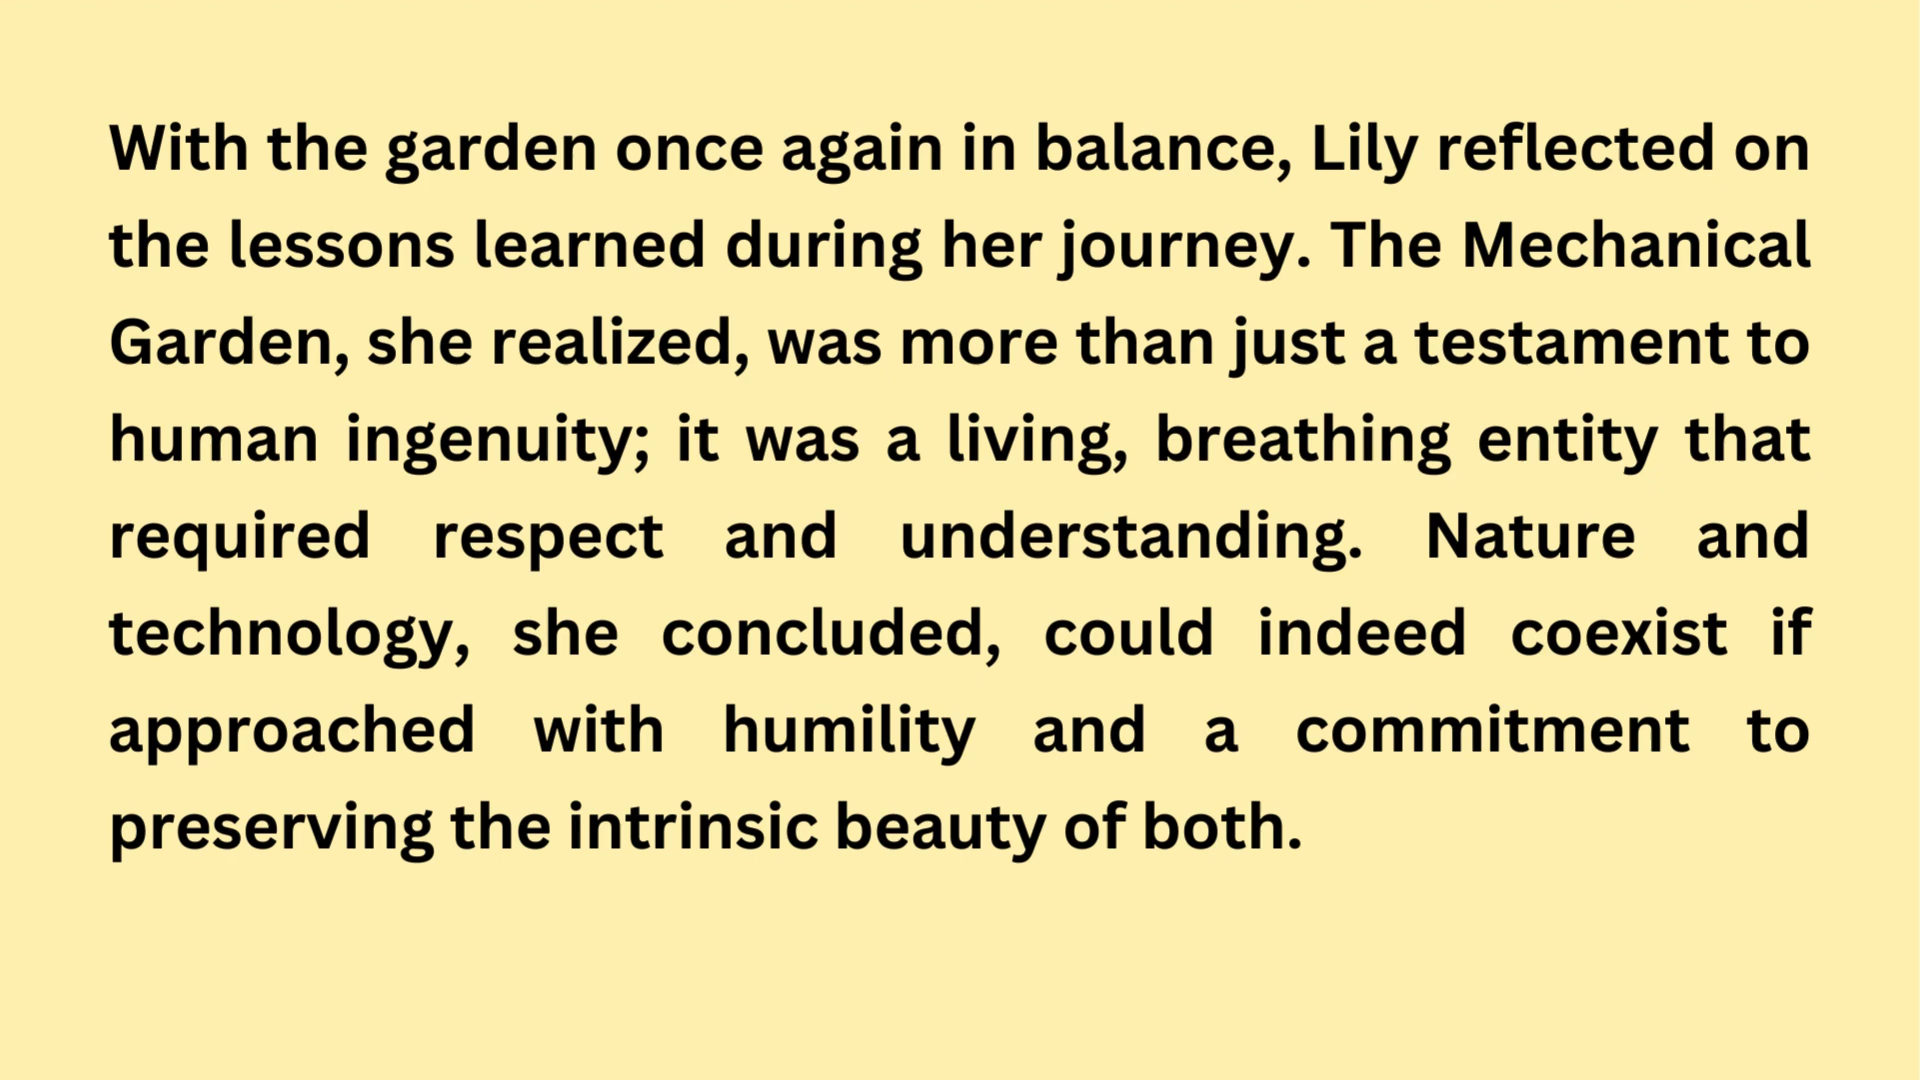 With the garden once again in balance, Lily reflected on
the lessons learned during her journey. The Mechanical
Garden, she realized, was more than just a testament to
human ingenuity; it was a living, breathing entity that
required respect and understanding. Nature and
technology, she concluded, could indeed coexist if
approached with humility and a commitment to
preserving the intrinsic beauty of both.